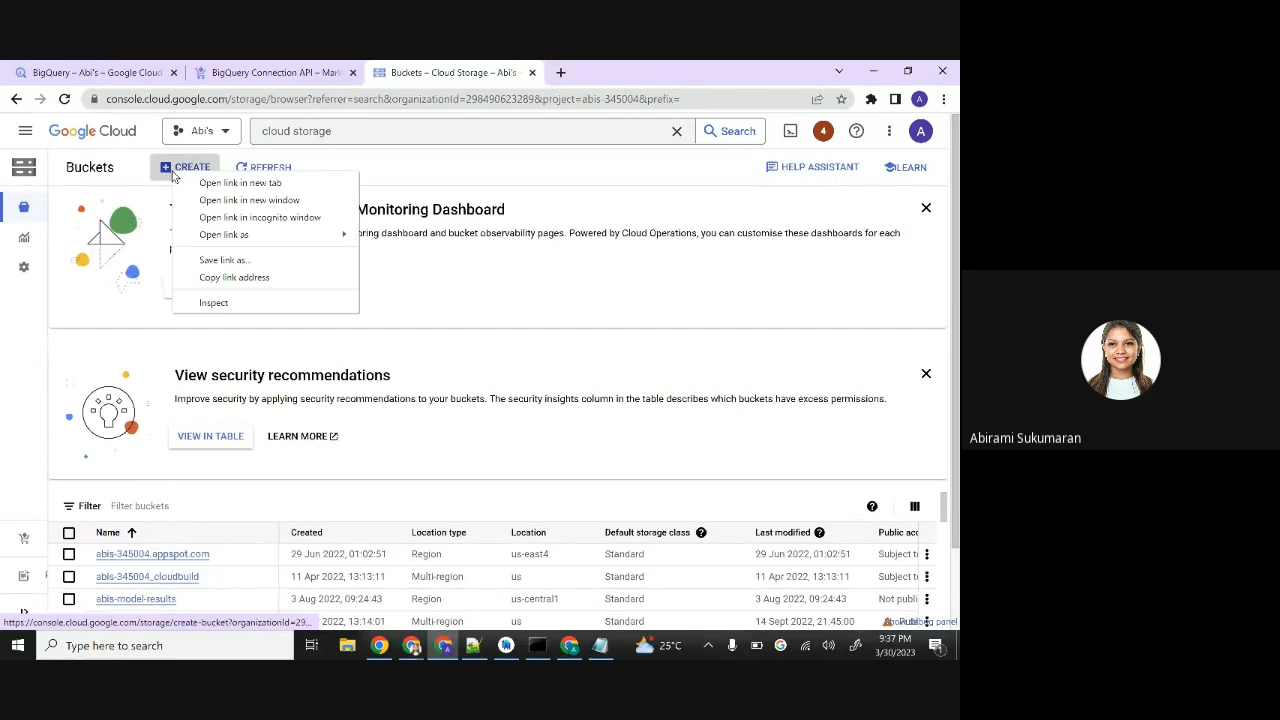 BigQuery – Abi's – Google Cloud
BigQuery Connection API – Mark
Buckets – Cloud Storage – Abi's –
console.cloud.google.com/storage/browser?referrer=search&organizationId=298490623289&project=abis-345004&prefix=
A
Google Cloud
Abi's
cloud storage
Search
4
A
Buckets
CREATE
REFRESH
HELP ASSISTANT
LEARN
Open link in new tab
Open link in new window
Open link in incognito window
Open link as
Save link as...
Copy link address
Inspect
Monitoring Dashboard
ring dashboard and bucket observability pages. Powered by Cloud Operations, you can customise these dashboards for each
View security recommendations
Improve security by applying security recommendations to your buckets. The security insights column in the table describes which buckets have excess permissions.
VIEW IN TABLE
LEARN MORE
Filter
Filter buckets
Name
Created
Location type
Location
Default storage class
Last modified
Public acc
abis-345004.appspot.com
29 Jun 2022, 01:02:51
Region
us-east4
Standard
29 Jun 2022, 01:02:51
Subject to
abis-345004_cloudbuild
11 Apr 2022, 13:13:11
Multi-region
us
Standard
11 Apr 2022, 13:13:11
Subject to
abis-model-results
3 Aug 2022, 09:24:43
Region
us-central1
Standard
3 Aug 2022, 09:24:43
Not publi
https://console.cloud.google.com/storage/create-bucket?organizationId=29...
2022, 13:14:01
Multi-region
us
Standard
14 Sept 2022, 21:45:00
debug panel
Type here to search
25°C
9:37 PM
3/30/2023
Abirami Sukumaran